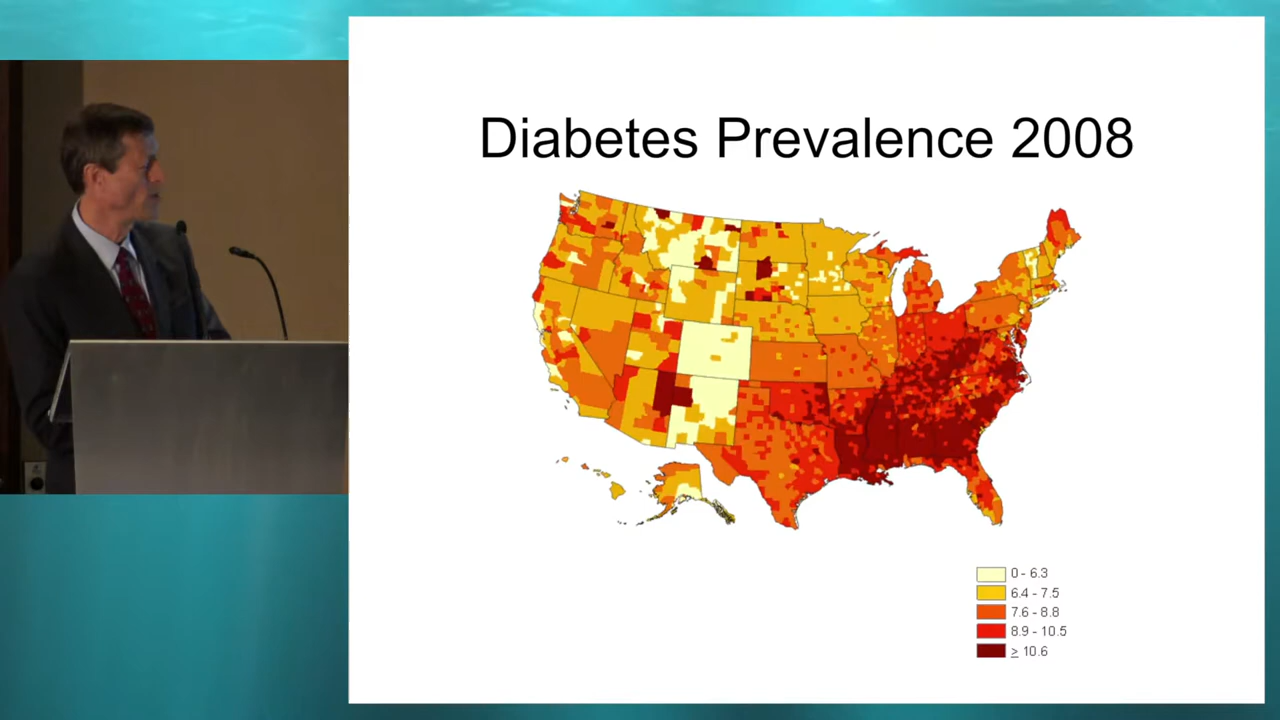 Diabetes Prevalence 2008
0 - 6.3
6.4 - 7.5
7.6 - 8.8
8.9 - 10.5
≥ 10.6